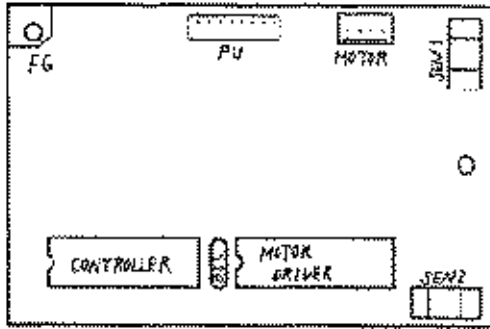 FG
PU
MOTOR
SEN1
CONTROLLER
MOTOR
DRIVER
SEN2